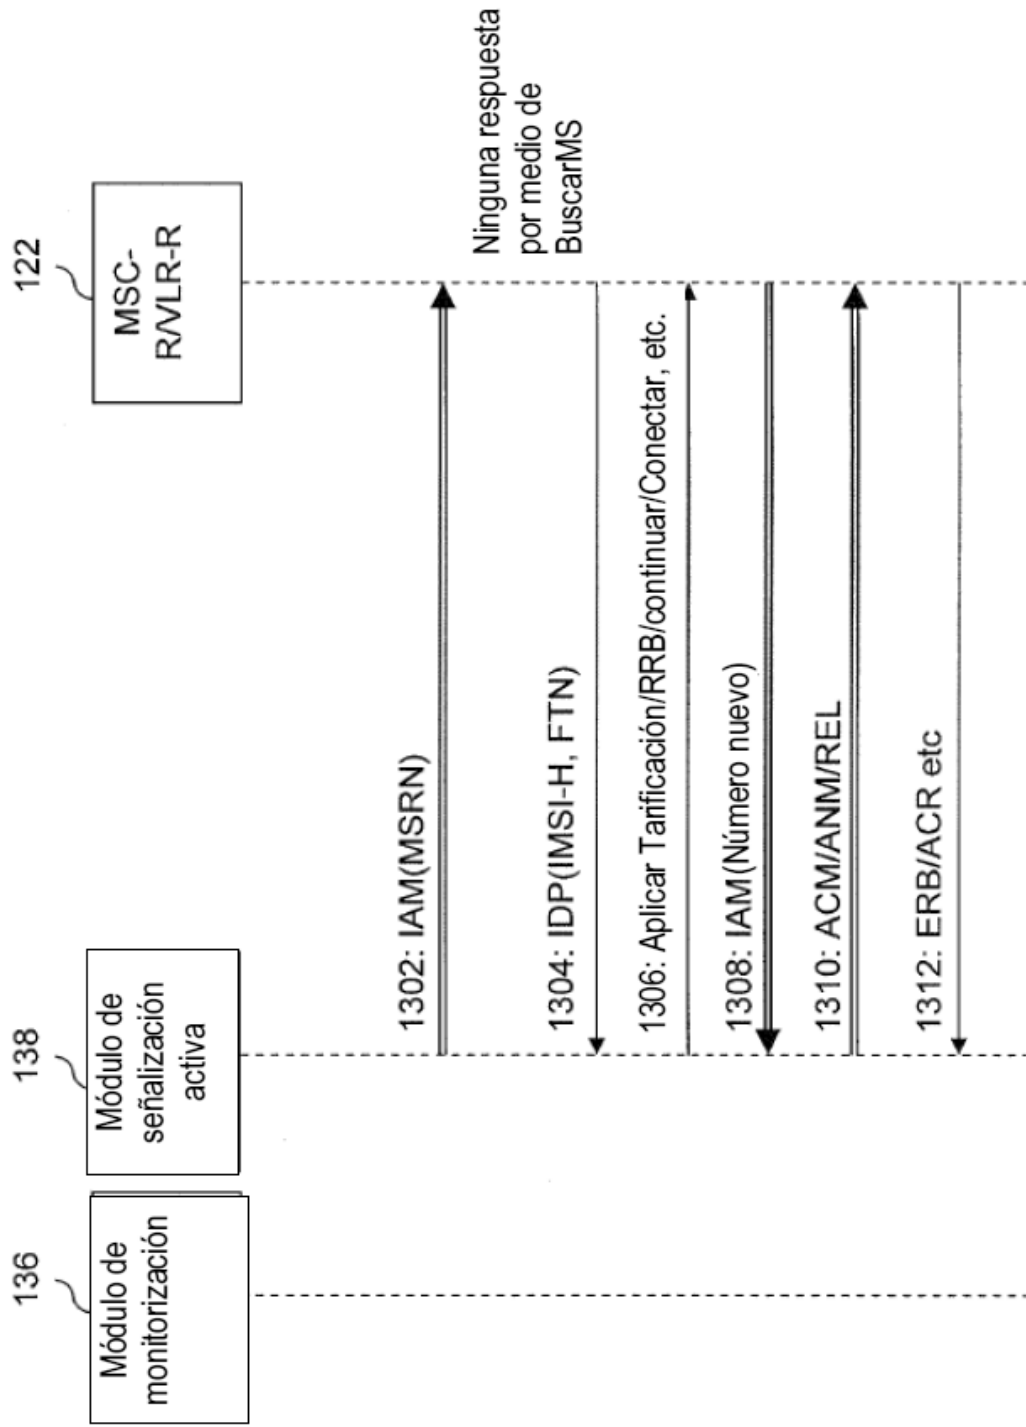 136
138
122
Módulo de
monitorización
Módulo de
señalización
activa
MSC-
R/VLR-R
1302: IAM(MSRN)
Ninguna respuesta
por medio de
BuscarMS
1304: IDP(IMSI-H, FTN)
1306: Aplicar Tarificación/RRB/continuar/Conectar, etc.
1308: IAM(Número nuevo)
1310: ACM/ANM/REL
1312: ERB/ACR etc